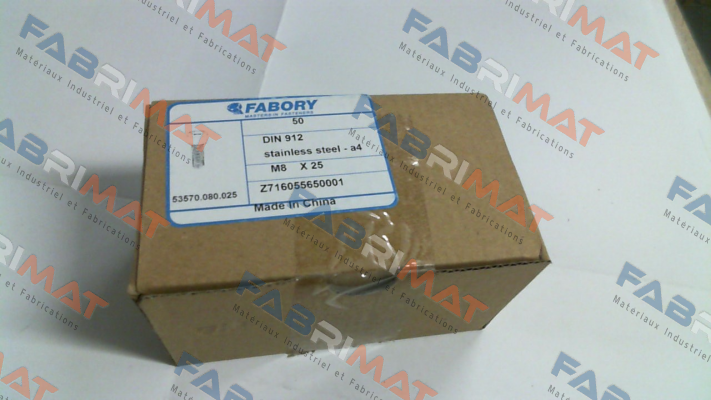 FABORY
MASTERS IN FASTENERS
50
DIN 912
stainless steel - a4
M8 X 25
53570.080.025
Z716055650001
Made in China
FABRIMAT
Matériaux Industriel et Fabrications